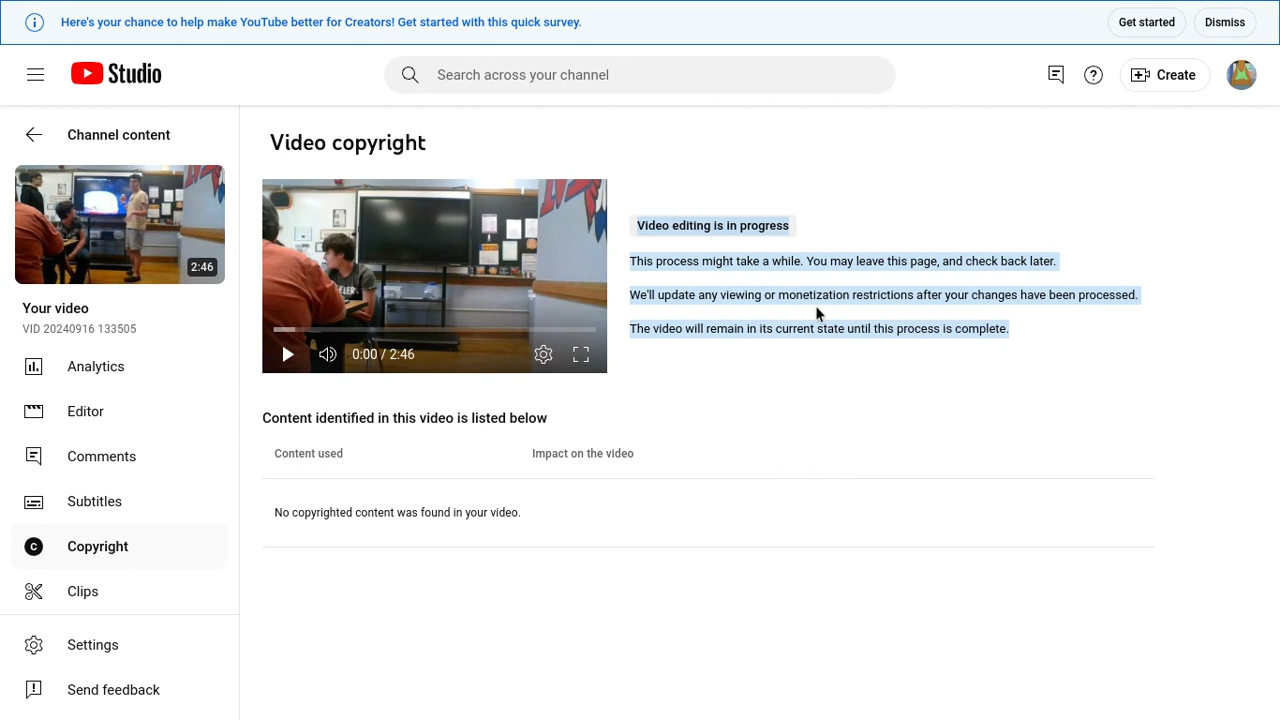 Here's your chance to help make YouTube better for Creators! Get started with this quick survey.
Get started
Dismiss
Studio
Search across your channel
Create
Channel content
2:46
Your video
VID 20240916 133505
Analytics
Editor
Comments
Subtitles
Copyright
Clips
Settings
Send feedback
Video copyright
0:00 / 2:46
Video editing is in progress
This process might take a while. You may leave this page, and check back later.
We'll update any viewing or monetization restrictions after your changes have been processed.
The video will remain in its current state until this process is complete.
Content identified in this video is listed below
Content used
Impact on the video
No copyrighted content was found in your video.